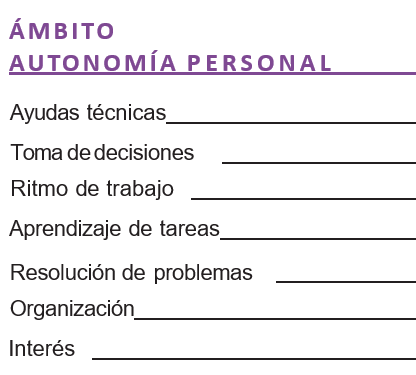 ÁMBITO
AUTONOMÍA PERSONAL
Ayudas técnicas
Toma de decisiones
Ritmo de trabajo
Aprendizaje de tareas
Resolución de problemas
Organización
Interés